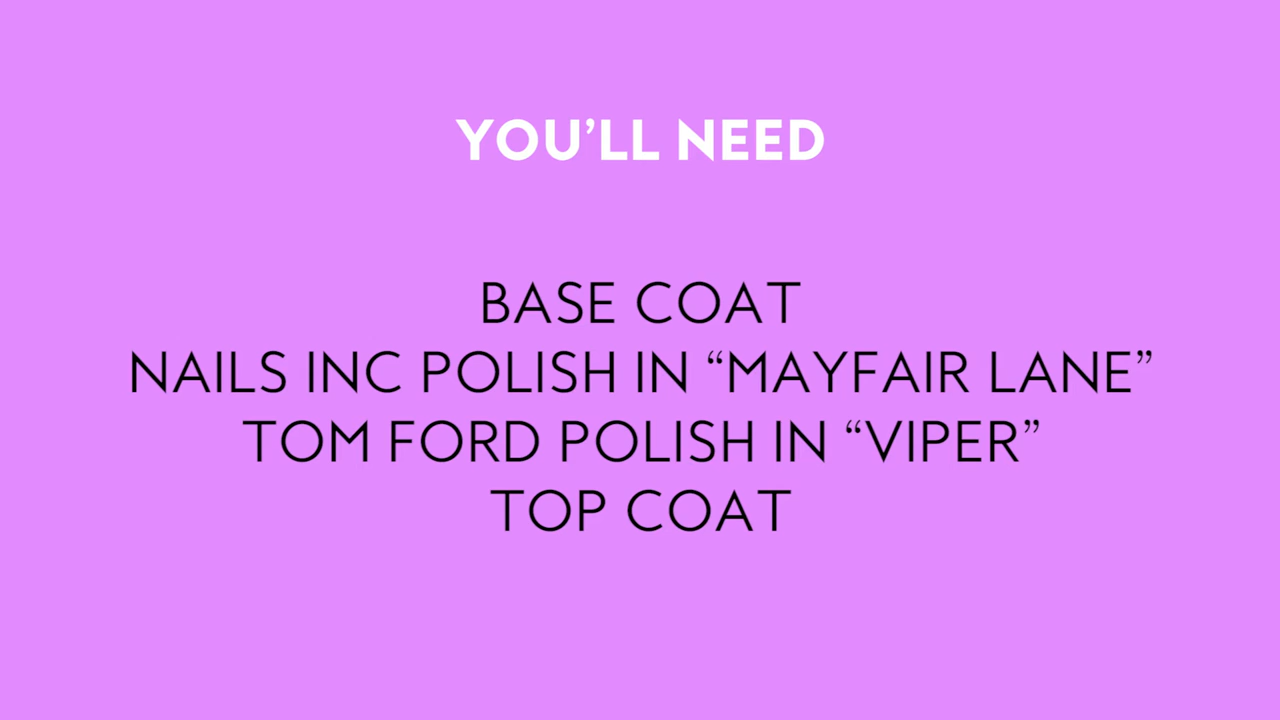 YOU’LL NEED
BASE COAT
NAILS INC POLISH IN “MAYFAIR LANE”
TOM FORD POLISH IN “VIPER”
TOP COAT